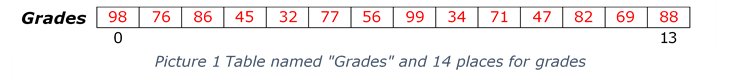 Grades 98 76 86 45 32 77 56 99 34 71 47 82 69 88
0 13
Picture 1 Table named "Grades" and 14 places for grades